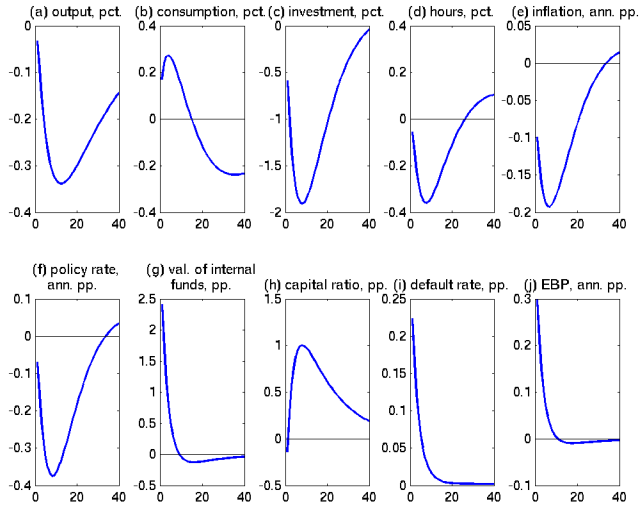 (a) output, pct.
(b) consumption, pct.
(c) investment, pct.
(d) hours, pct.
(e) inflation, ann. pp.
0
-0.1
-0.2
-0.3
-0.4
0 20 40
0.4
0.2
0
-0.2
-0.4
0 20 40
0
-0.5
-1
-1.5
-2
0 20 40
0.4
0.2
0
-0.2
-0.4
0 20 40
0.05
0
-0.05
-0.1
-0.15
-0.2
0 20 40
(f) policy rate,
ann. pp.
(g) val. of internal
funds, pp.
(h) capital ratio, pp.
(i) default rate, pp.
(j) EBP, ann. pp.
0.1
0
-0.1
-0.2
-0.3
-0.4
0 20 40
2.5
2
1.5
1
0.5
0
-0.5
0 20 40
1.5
1
0.5
0
-0.5
0 20 40
0.25
0.2
0.15
0.1
0.05
0
0 20 40
0.3
0.2
0.1
0
-0.1
0 20 40